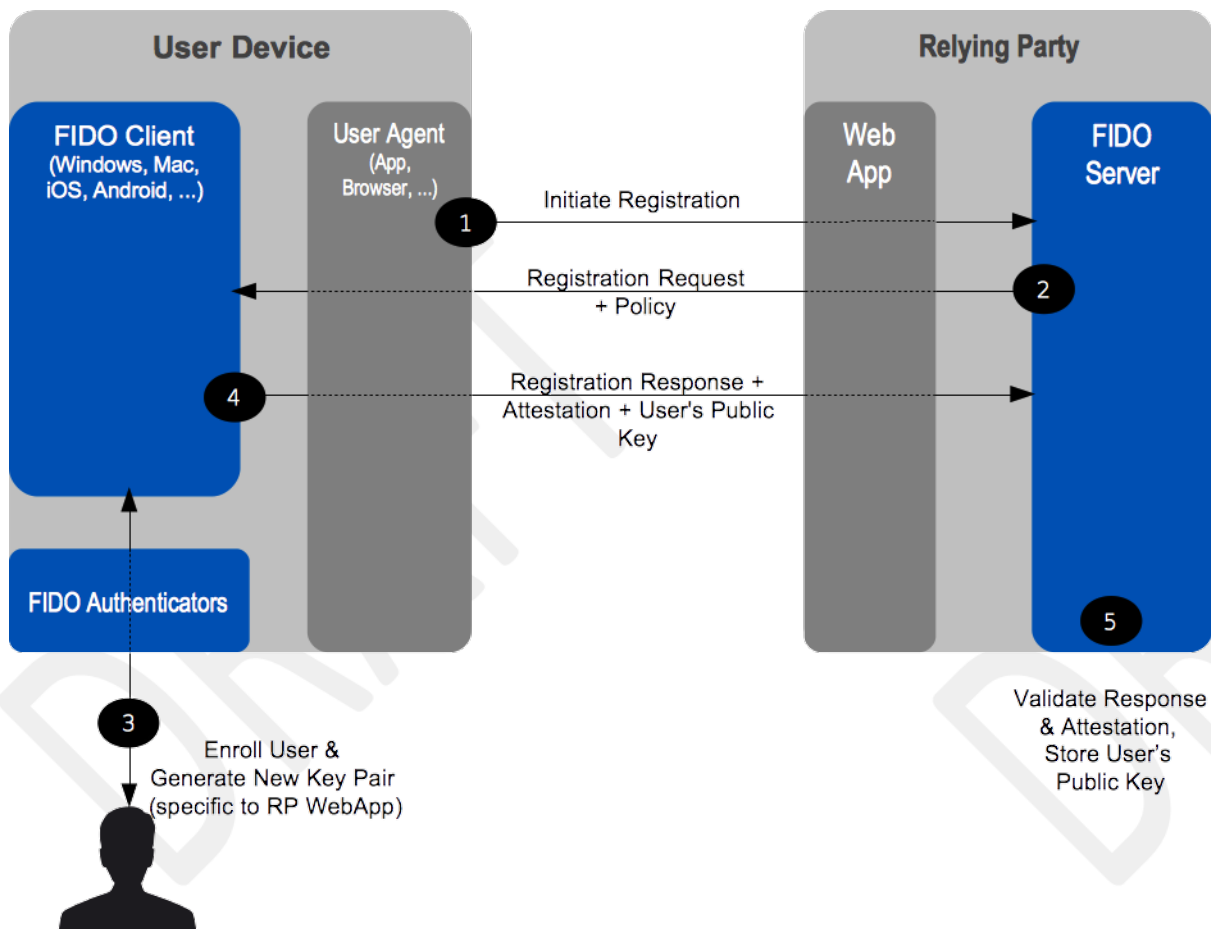 User Device
Relying Party
FIDO Client
(Windows, Mac,
iOS, Android, ...)
User Agent
(App,
Browser, ...)
Web
App
FIDO
Server
1
Initiate Registration
Registration Request
+ Policy
2
4
Registration Response +
Attestation + User's Public
Key
FIDO Authenticators
5
3
Enroll User &
Generate New Key Pair
(specific to RP WebApp)
Validate Response
& Attestation,
Store User’s
Public Key
DRAFT